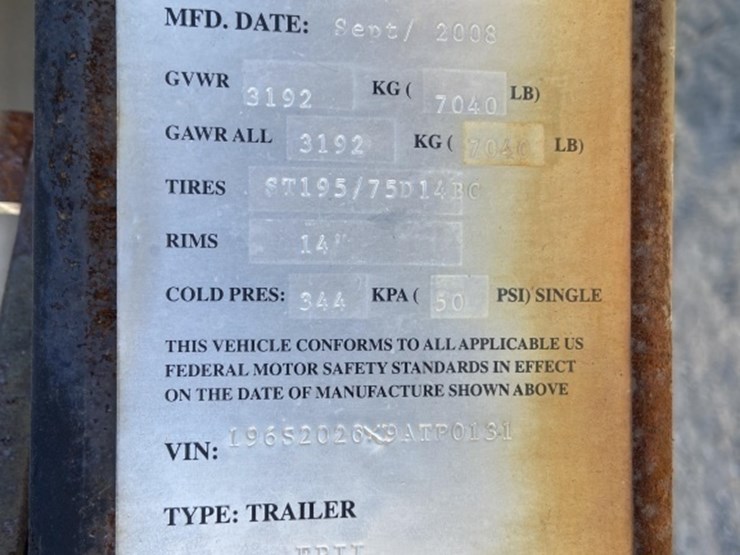 MFD. DATE: Sept/ 2008
GVWR 3192 KG ( 7040 LB)
GAWR ALL 3192 KG ( 7040 LB)
TIRES ST195/75D14BC
RIMS 14"
COLD PRES: 344 KPA ( 50 PSI) SINGLE
THIS VEHICLE CONFORMS TO ALL APPLICABLE US
FEDERAL MOTOR SAFETY STANDARDS IN EFFECT
ON THE DATE OF MANUFACTURE SHOWN ABOVE
VIN:
TYPE: TRAILER